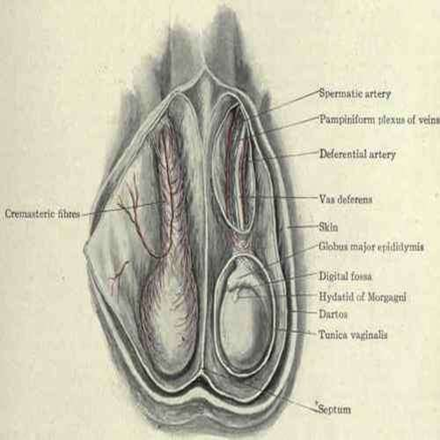 Spermatic artery
Pampiniform plexus of veins
Deferential artery
Vas deferens
Cremasteric fibres
Skin
Globus major epididymis
Digital fossa
Hydatid of Morgagni
Dartos
Tunica vaginalis
Septum